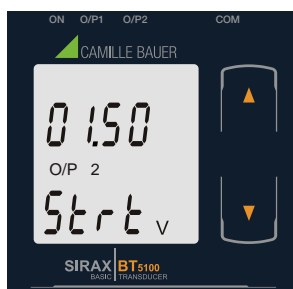 ON O/P1 O/P2 COM
CAMILLE BAUER
01.50
O/P 2
Strt V
SIRAX BT5100
BASIC TRANSDUCER